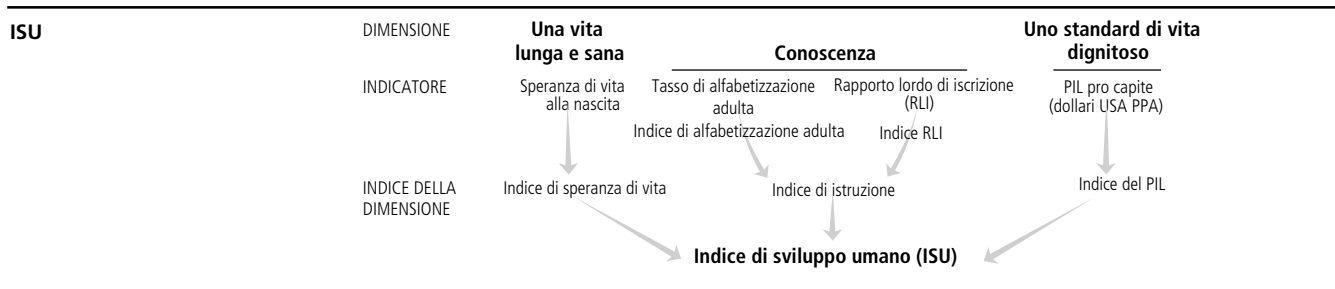 ISU
DIMENSIONE
Una vita
lunga e sana
Conoscenza
Uno standard di vita
dignitoso
INDICATORE
Speranza di vita
alla nascita
Tasso di alfabetizzazione
adulta
Rapporto lordo di iscrizione
(RLI)
PIL pro capite
(dollari USA PPA)
Indice di alfabetizzazione adulta
Indice RLI
INDICE DELLA
DIMENSIONE
Indice di speranza di vita
Indice di istruzione
Indice del PIL
Indice di sviluppo umano (ISU)